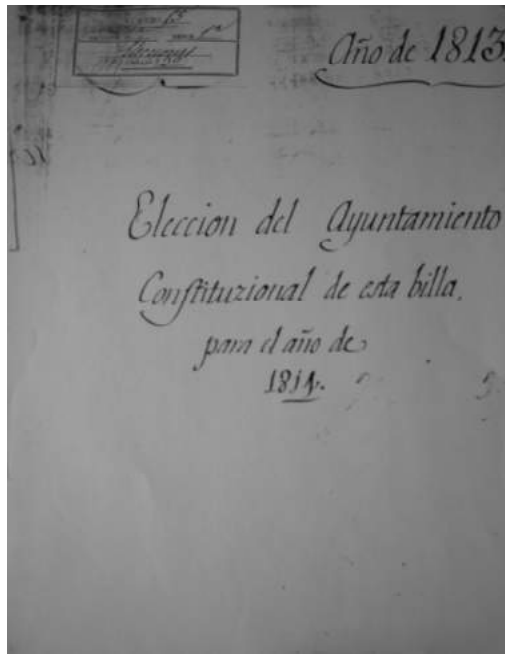 Año de 1813.
Eleccion del Ayuntamiento
Constituzional de esta billa,
para el año de
1814.